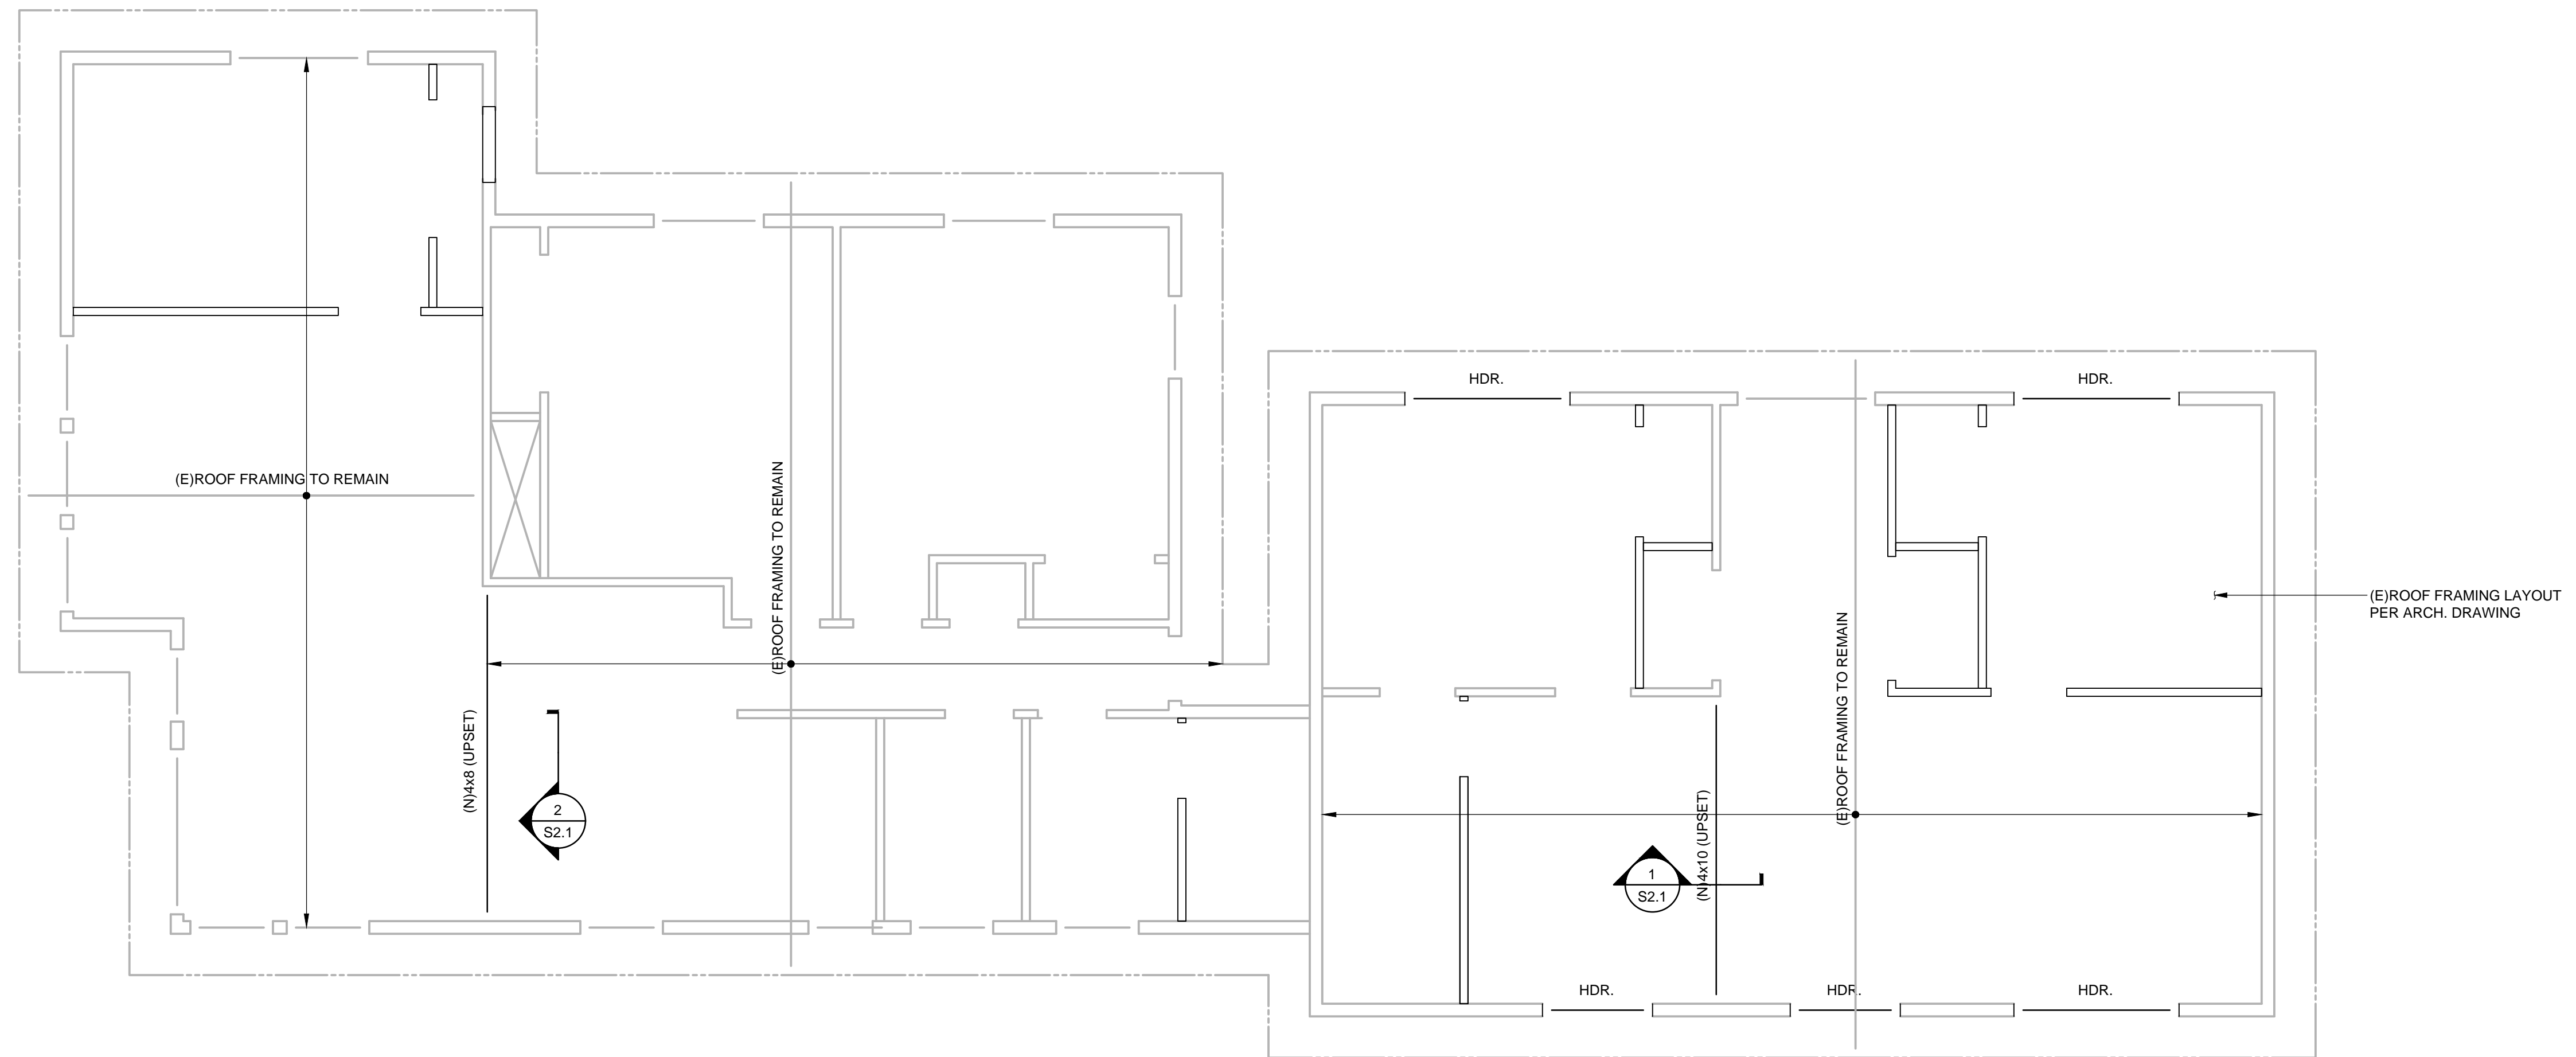 HDR.
HDR.
(E)ROOF FRAMING TO REMAIN
(E)ROOF FRAMING TO REMAIN
(E)ROOF FRAMING LAYOUT
PER ARCH. DRAWING
(E)ROOF FRAMING TO REMAIN
(N)4x8 (UPSET)
2
S2.1
(N)4x10 (UPSET)
1
S2.1
HDR.
HDR.
HDR.